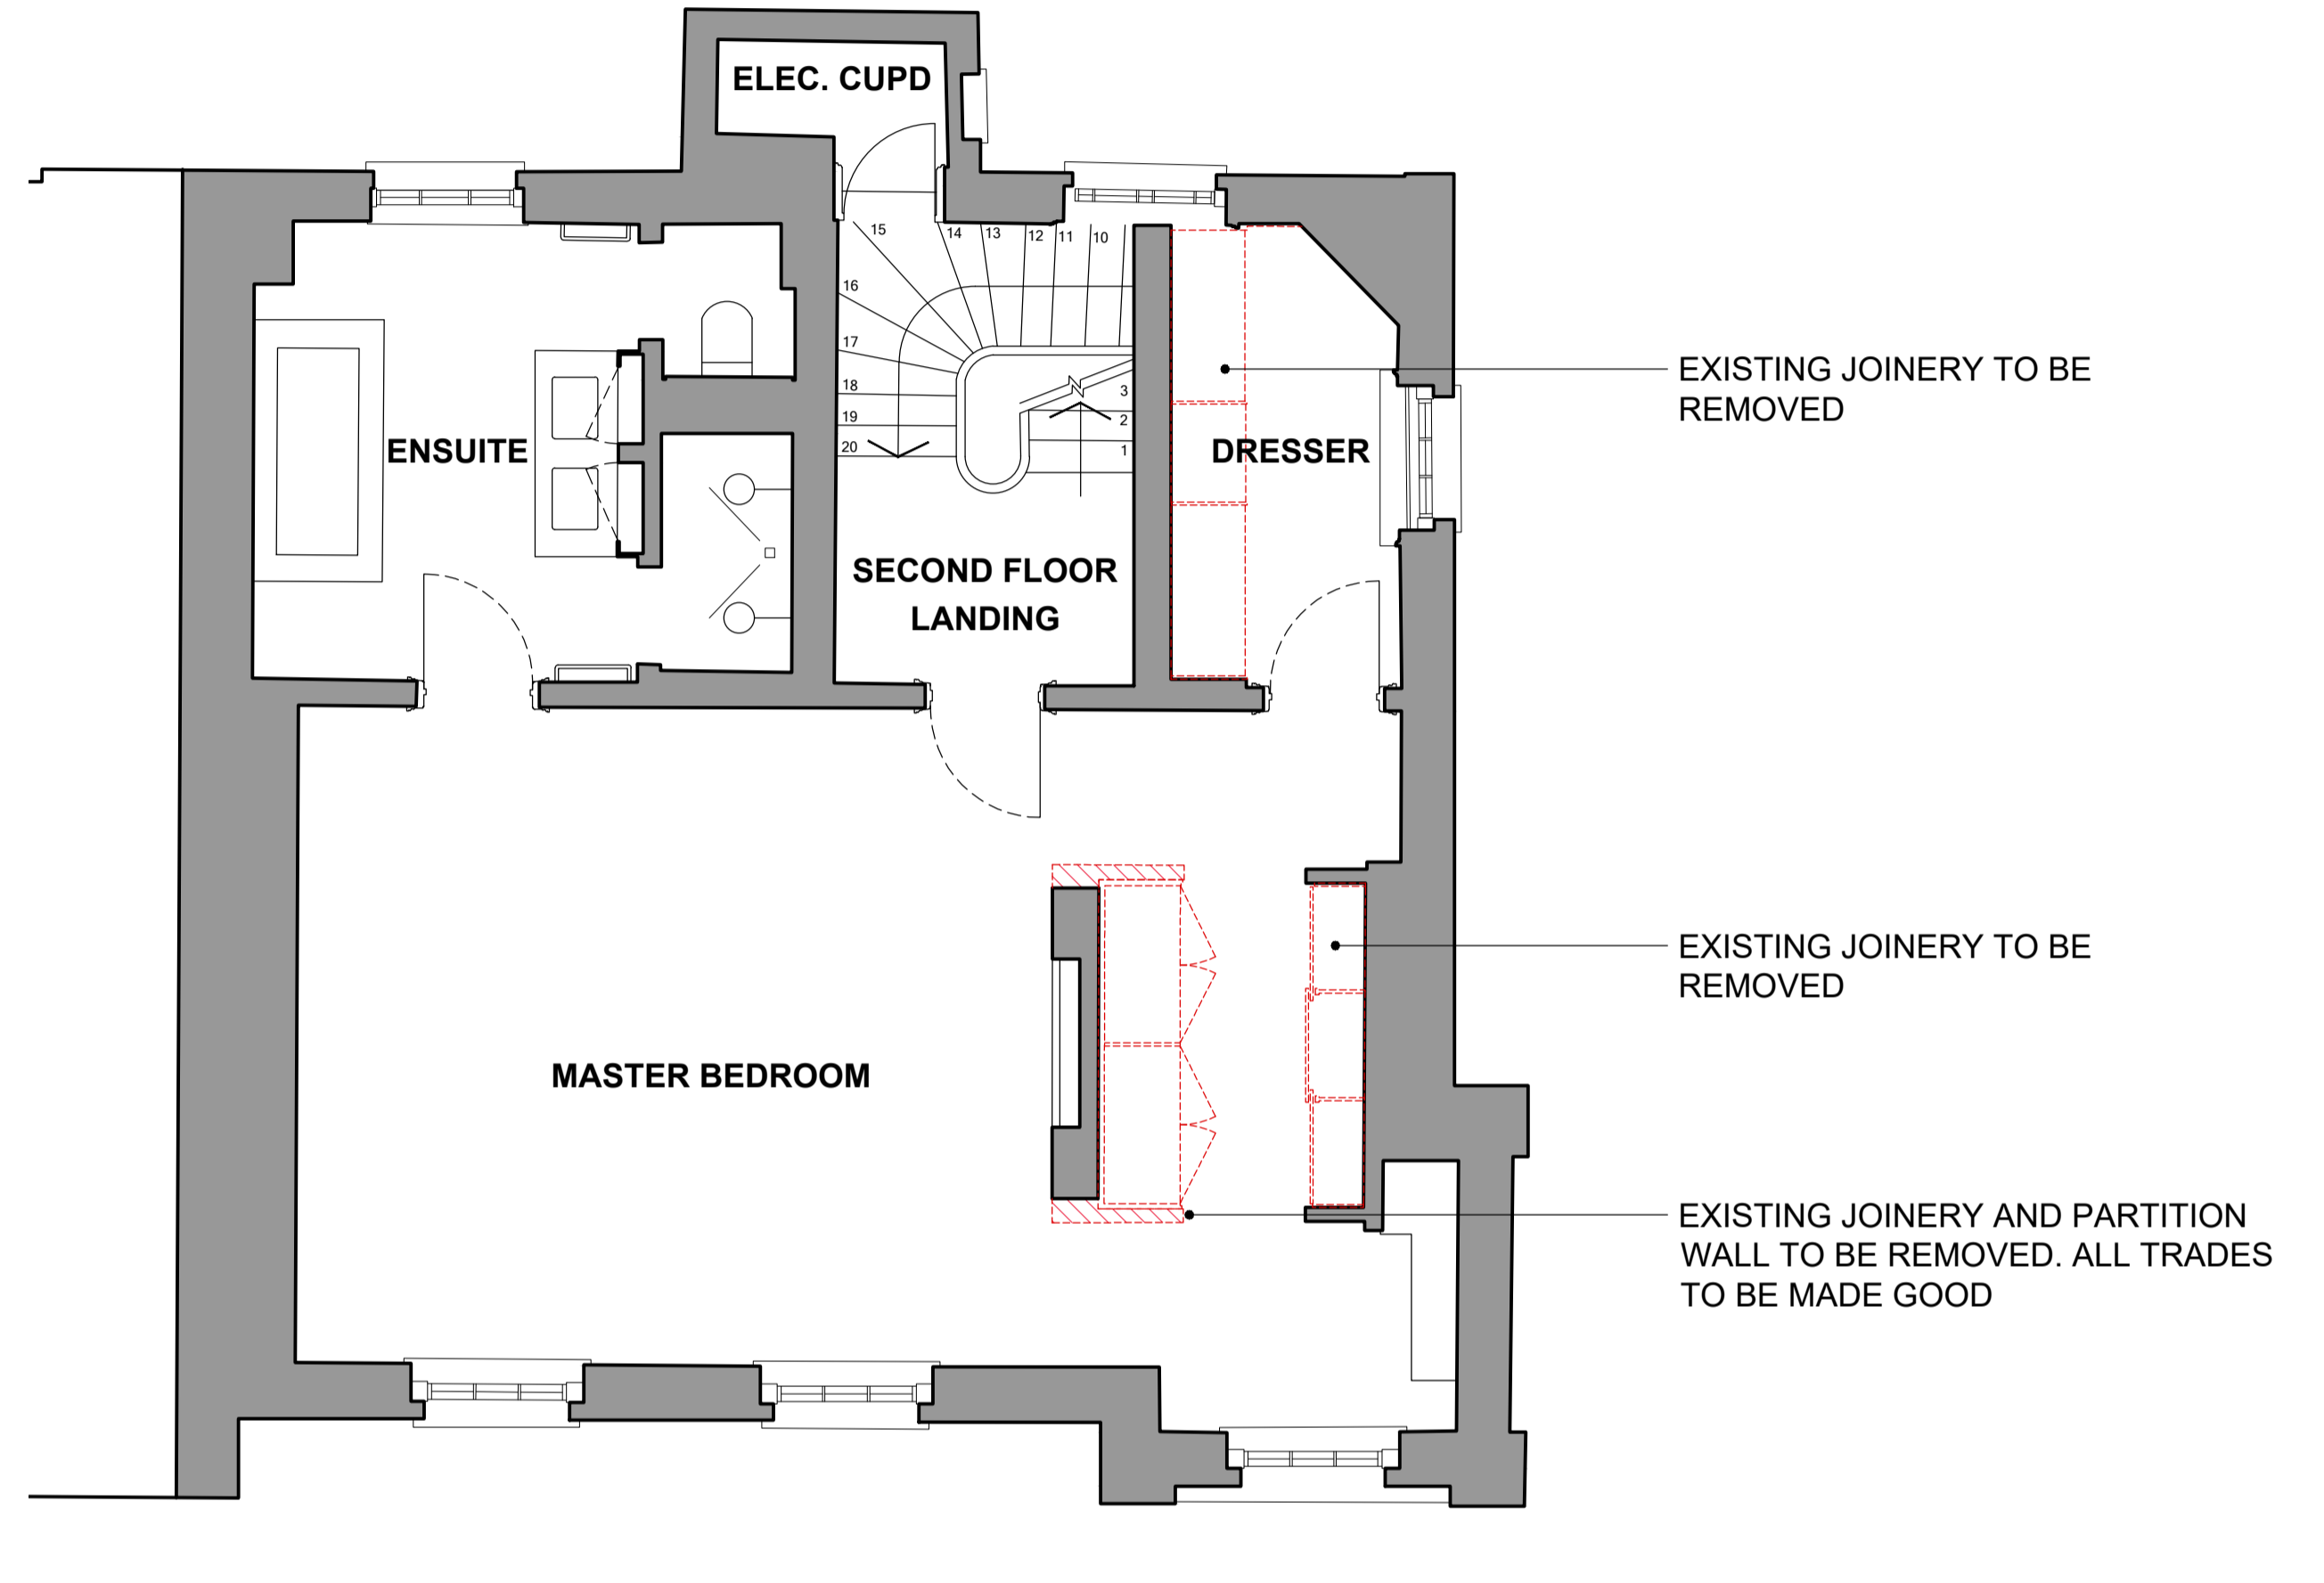 ELEC. CUPD
15
14
13
12
11
10
16
17
18
19
20
3
2
1
EXISTING JOINERY TO BE
REMOVED
ENSUITE
DRESSER
SECOND FLOOR
LANDING
EXISTING JOINERY TO BE
REMOVED
MASTER BEDROOM
EXISTING JOINERY AND PARTITION
WALL TO BE REMOVED. ALL TRADES
TO BE MADE GOOD